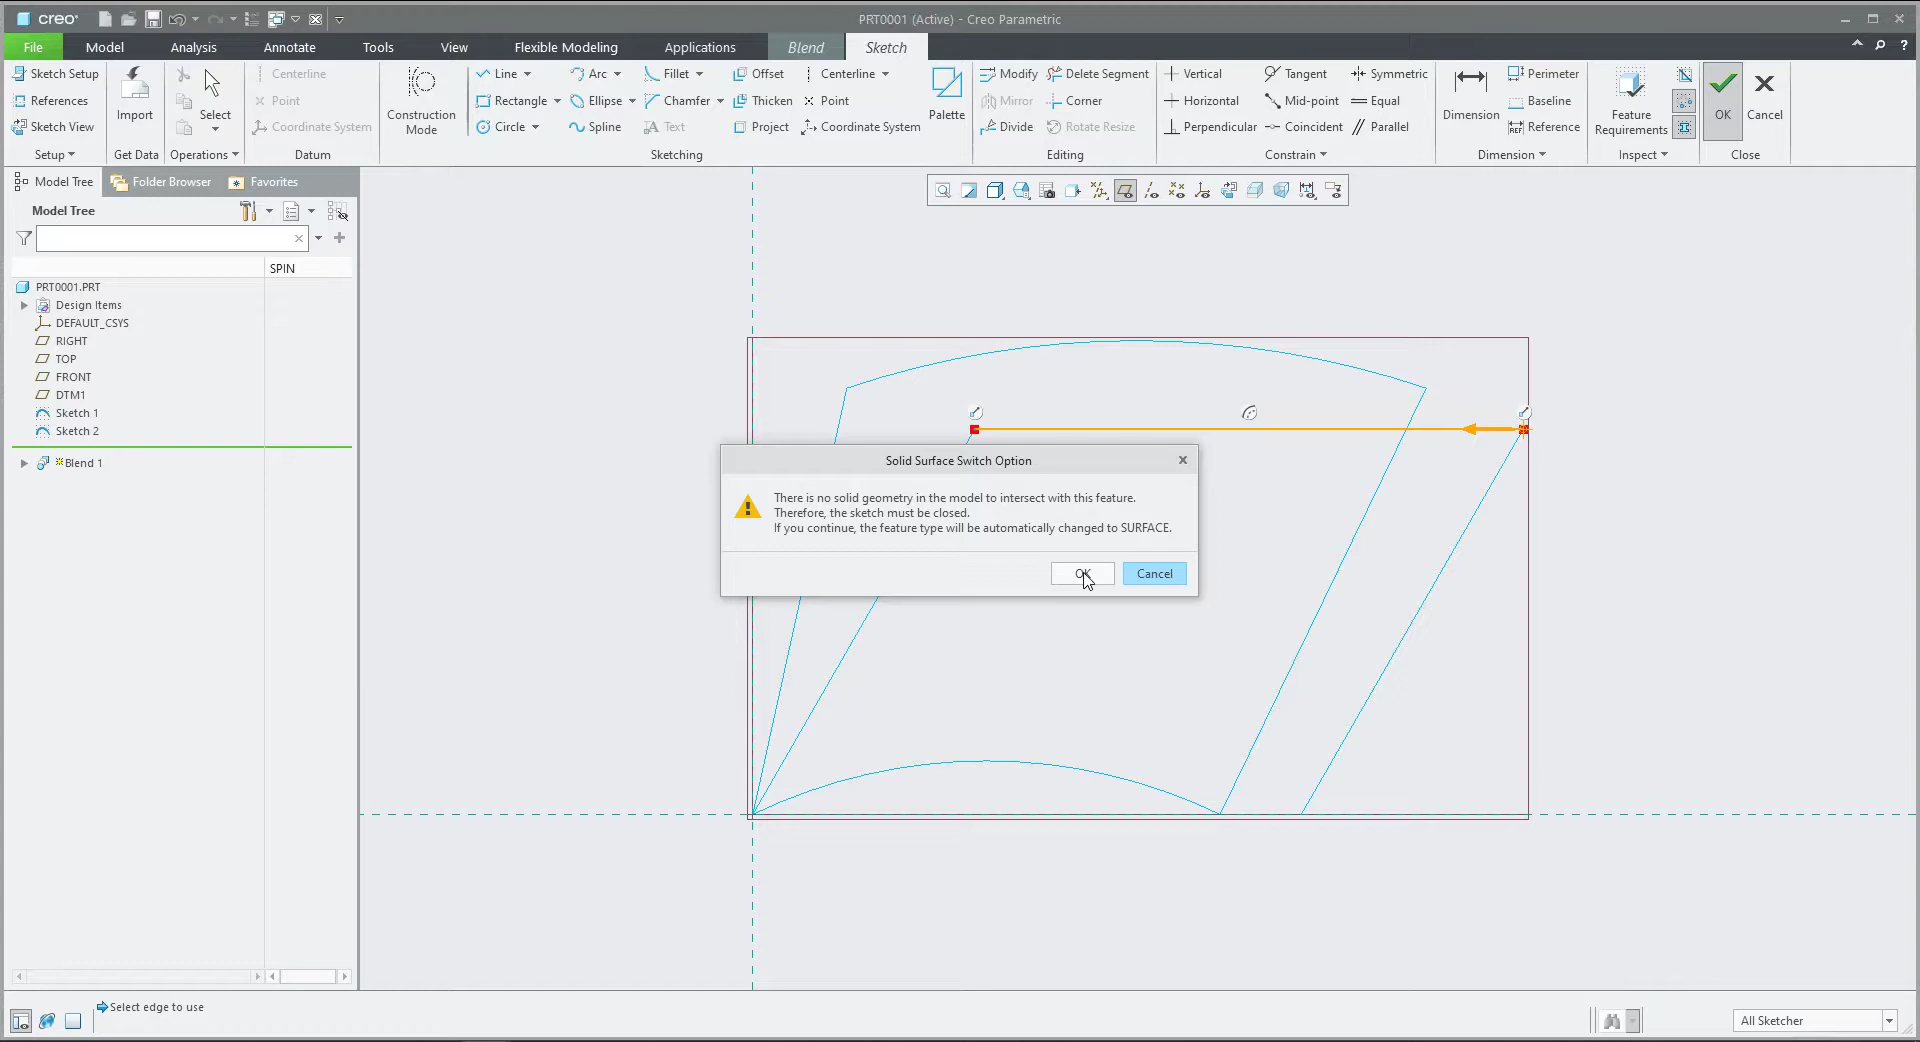 creo
PRT0001 (Active) - Creo Parametric
File
Model
Analysis
Annotate
Tools
View
Flexible Modeling
Applications
Blend
Sketch
Sketch Setup
References
Sketch View
Setup
Import
Get Data
Select
Operations
Centerline
Point
Coordinate System
Datum
Construction
Mode
Line
Arc
Fillet
Offset
Centerline
Rectangle
Ellipse
Chamfer
Thicken
Point
Circle
Spline
Text
Project
Coordinate System
Palette
Sketching
Modify
Delete Segment
Mirror
Corner
Divide
Rotate Resize
Editing
Vertical
Tangent
Symmetric
Horizontal
Mid-point
Equal
Perpendicular
Coincident
Parallel
Constrain
Dimension
Perimeter
Baseline
REF
Reference
Dimension
Feature
Requirements
Inspect
OK
Cancel
Close
Model Tree
Folder Browser
Favorites
Model Tree
SPIN
PRT0001.PRT
Design Items
DEFAULT_CSYS
RIGHT
TOP
FRONT
DTM1
Sketch 1
Sketch 2
Blend 1
Solid Surface Switch Option
There is no solid geometry in the model to intersect with this feature.
Therefore, the sketch must be closed.
If you continue, the feature type will be automatically changed to SURFACE.
OK
Cancel
Select edge to use
All Sketcher